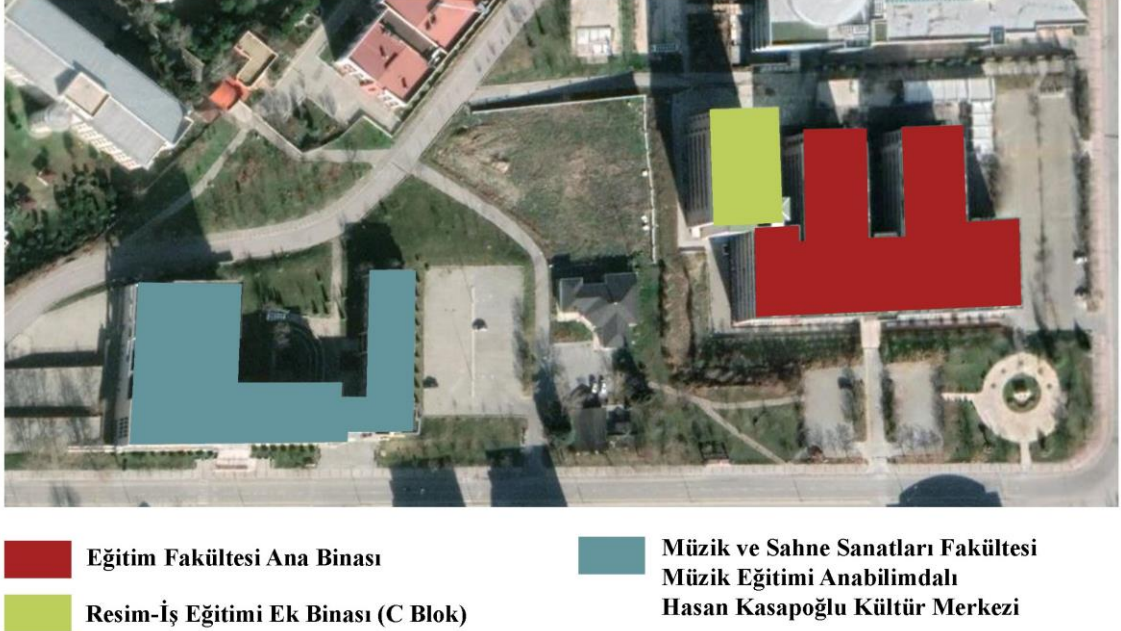 Eğitim Fakültesi Ana Binası
Resim-İş Eğitimi Ek Binası (C Blok)
Müzik ve Sahne Sanatları Fakültesi
Müzik Eğitimi Anabilimdalı
Hasan Kasapoğlu Kültür Merkezi